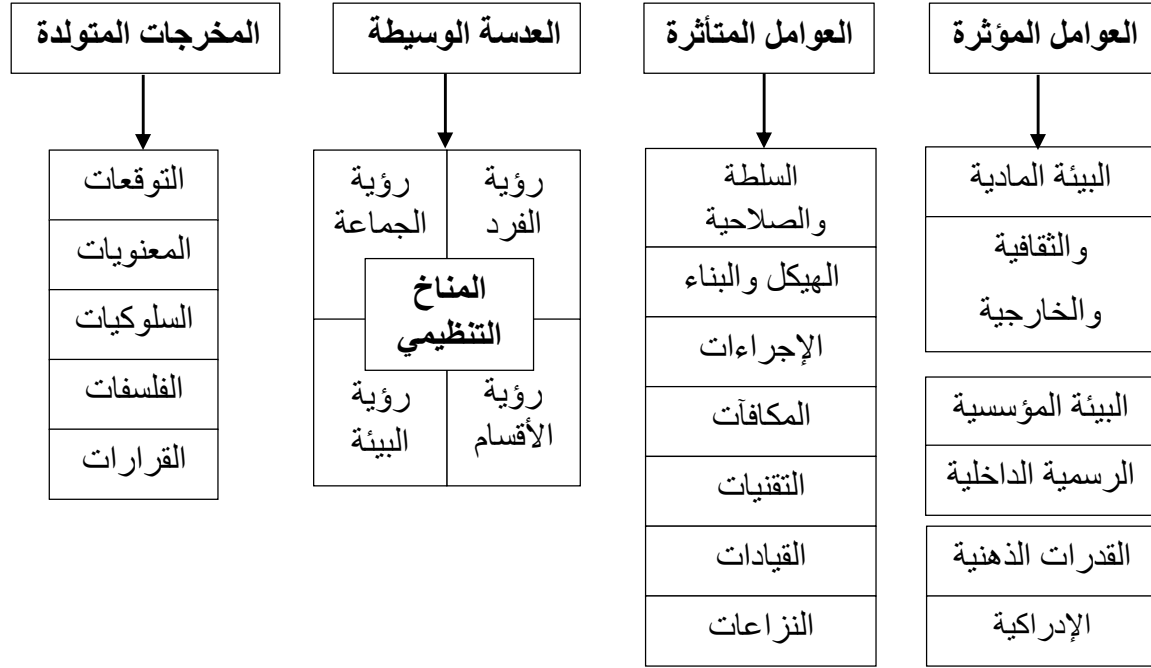 العوامل المؤثرة
البيئة المادية
والثقافية
والخارجية
البيئة المؤسسية
الرسمية الداخلية
القدرات الذهنية
الإدراكية
العوامل المتأثرة
السلطة
والصلاحية
الهيكل والبناء
الإجراءات
المكافآت
التقنيات
القيادات
النزاعات
العدسة الوسيطة
رؤية
الفرد
رؤية
الجماعة
المناخ
التنظيمي
رؤية
الأقسام
رؤية
البيئة
المخرجات المتولدة
التوقعات
المعنويات
السلوكيات
الفلسفات
القرارات